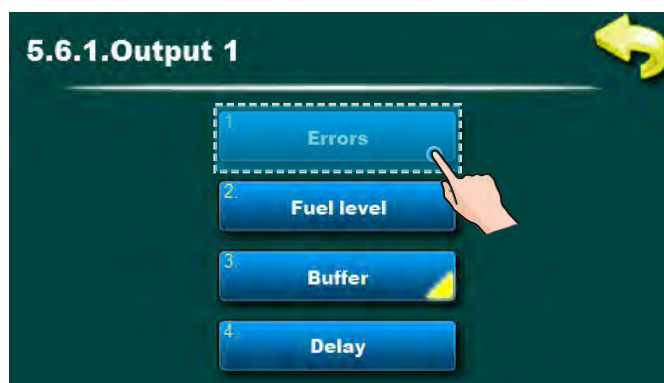 5.6.1.Output 1
1
Errors
2.
Fuel level
3.
Buffer
4.
Delay